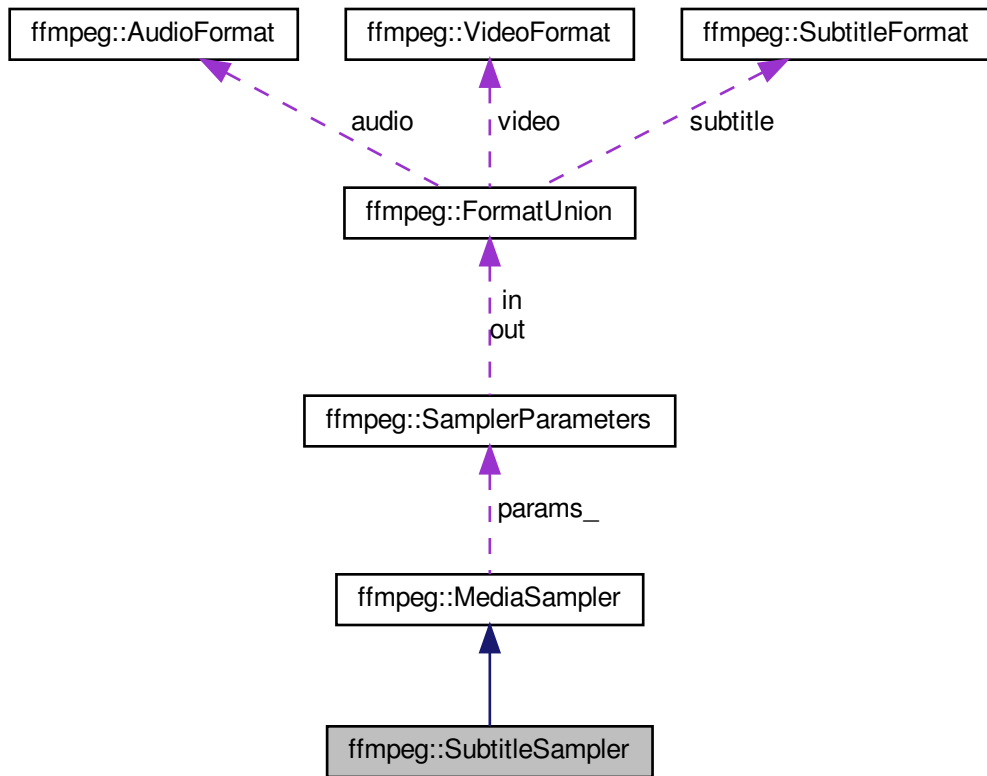 ffmpeg::AudioFormat
ffmpeg::VideoFormat
ffmpeg::SubtitleFormat
audio
video
subtitle
ffmpeg::FormatUnion
in
out
ffmpeg::SamplerParameters
params_
ffmpeg::MediaSampler
ffmpeg::SubtitleSampler